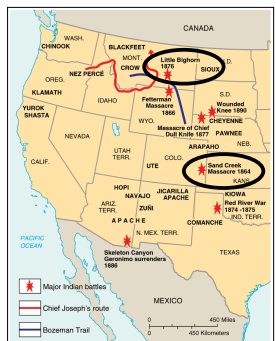 CANADA
WASH.
CHINOOK
BLACKFEET
MONT.
CROW
Little Bighorn
1876
SIOUX
D.
NEZ PERCÉ
OREG.
KLAMATH
IDAHO
Fetterman
Massacre
1866
S.D.
Wounded
Knee 1890
YUROK
SHASTA
WYO.
CHEYENNE
Massacre of Chief
Dull Knife 1877
PAWNEE
NEB.
NEVADA
ARAPAHO
UTAH
TERR.
COLO.
UTE
Sand Creek
Massacre 1864
CALIF.
KANS.
HOPI
NAVAJO
JICARILLA
APACHE
KIOWA
Red River War
1874 -1875
IND. TERR.
ARIZ.
TERR.
ZUÑI
APACHE
COMANCHE
N. MEX. TERR.
PACIFIC
OCEAN
TEXAS
Skeleton Canyon
Geronimo surrenders
1886
Major Indian battles
MEXICO
Chief Joseph's route
Bozeman Trail
0
450 Miles
0
450 Kilometers